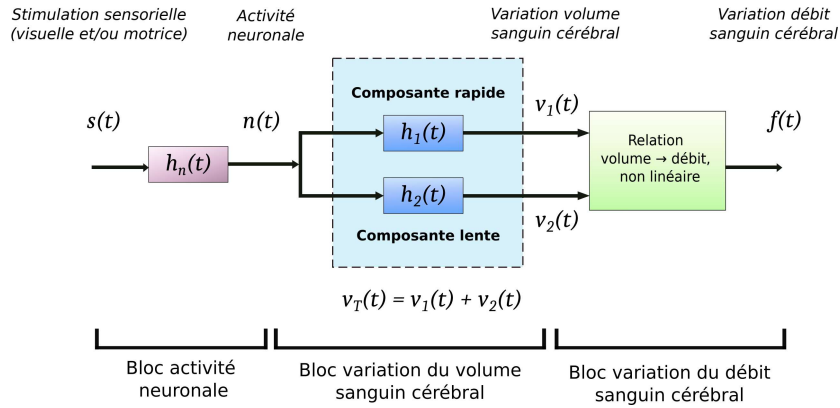 Stimulation sensorielle
(visuelle et/ou motrice)
Activité
neuronale
Variation volume
sanguin cérébral
Variation débit
sanguin cérébral
s(t)
hn(t)
n(t)
Composante rapide
h1(t)
h2(t)
Composante lente
v1(t)
v2(t)
Relation
volume → débit,
non linéaire
f(t)
vT(t) = v1(t) + v2(t)
Bloc activité
neuronale
Bloc variation du volume
sanguin cérébral
Bloc variation du débit
sanguin cérébral